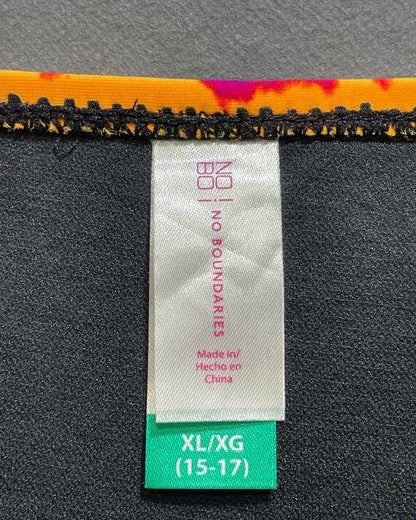 NO
BO
NO BOUNDARIES
Made in/
Hecho en
China
XL/XG
(15-17)